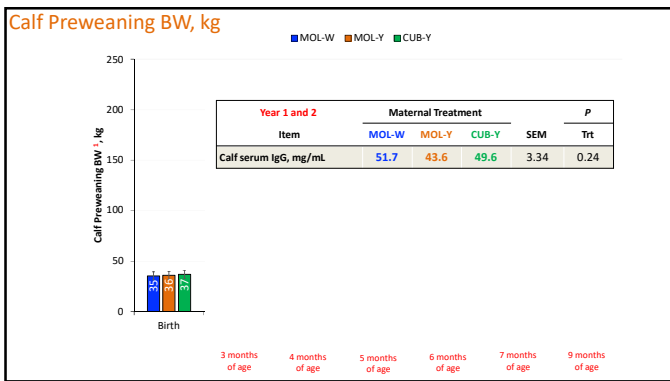 Calf Preweaning BW, kg
MOL-W MOL-Y CUB-Y
Calf Preweaning BW ¹, kg
250
200
150
100
50
0
35 36 37
Birth
Year 1 and 2 Maternal Treatment P
Item MOL-W MOL-Y CUB-Y SEM Trt
Calf serum IgG, mg/mL 51.7 43.6 49.6 3.34 0.24
3 months 4 months 5 months 6 months 7 months 9 months
of age of age of age of age of age of age